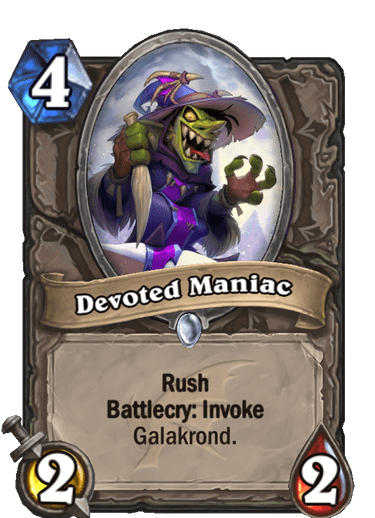 4
Devoted Maniac
Rush
Battlecry: Invoke
Galakrond.
2 2